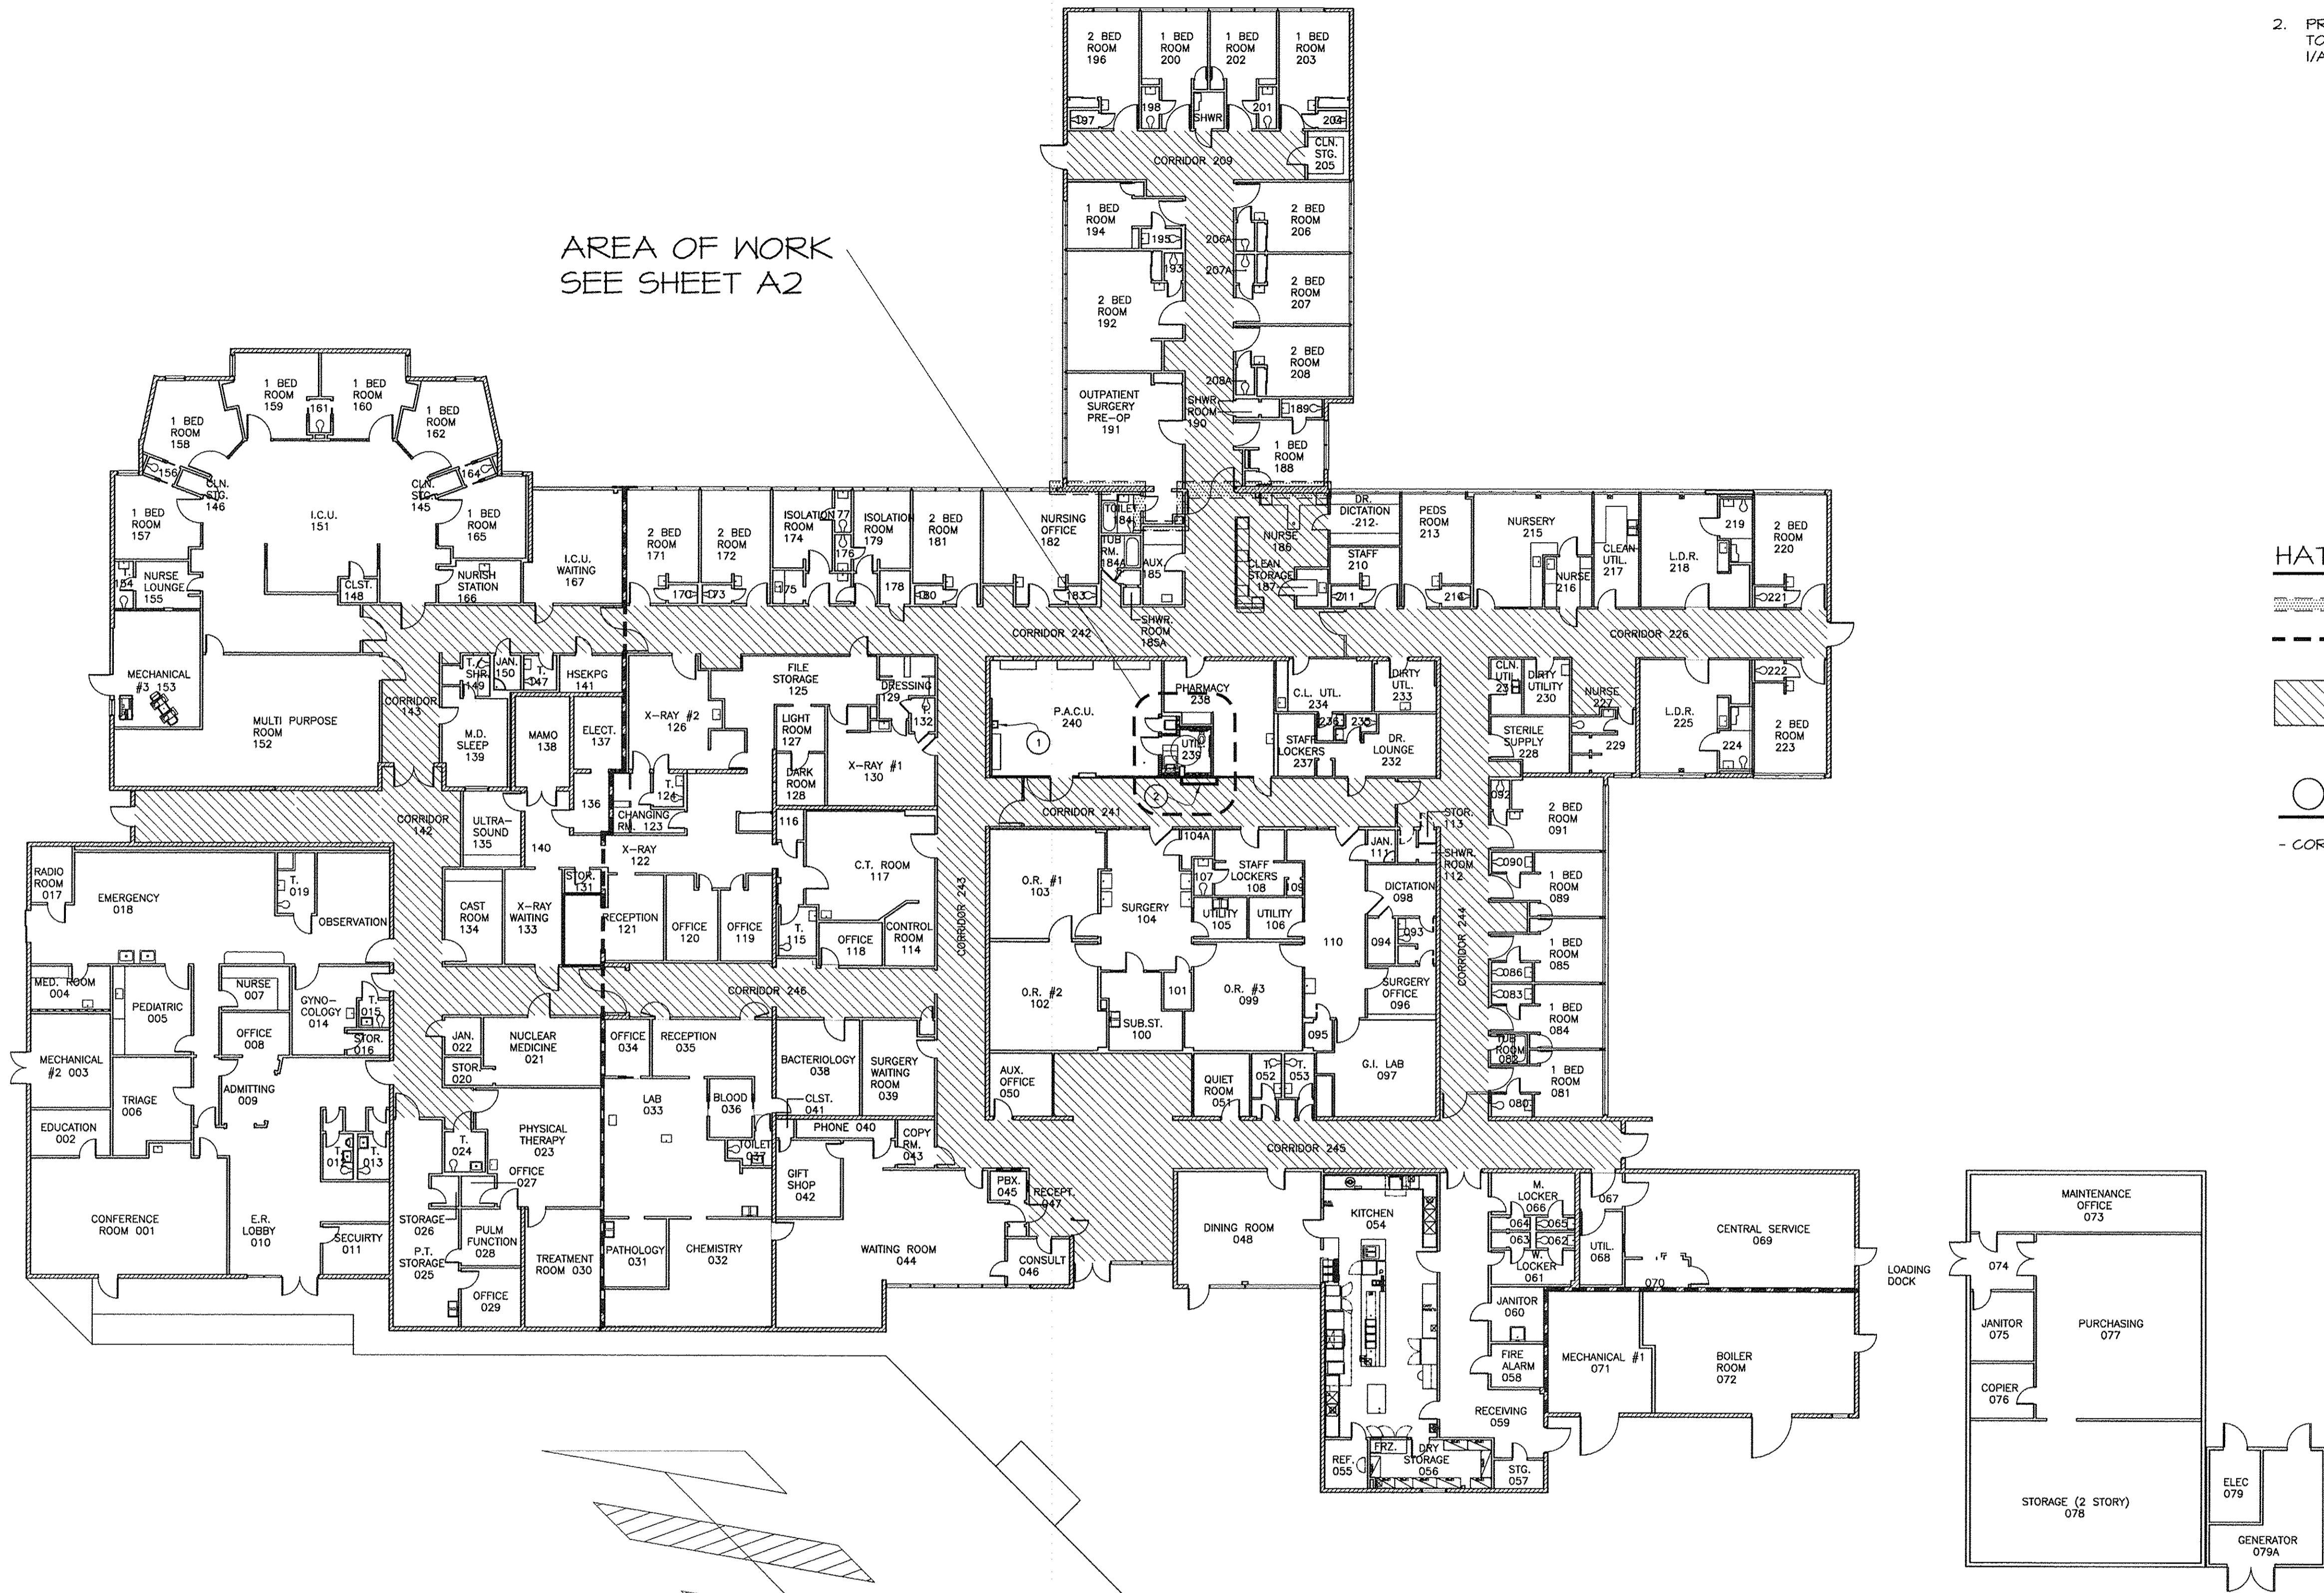 2. PR
TO
I/A
AREA OF WORK
SEE SHEET A2
2 BED
ROOM
196
1 BED
ROOM
200
1 BED
ROOM
202
1 BED
ROOM
203
197
198
SHWR
201
204
CORRIDOR 209
CLN.
STG.
205
1 BED
ROOM
194
195
2 BED
ROOM
206
206A
193
207A
2 BED
ROOM
207
2 BED
ROOM
192
2 BED
ROOM
208
208A
OUTPATIENT
SURGERY
PRE-OP
191
SHWR.
ROOM
190
189
1 BED
ROOM
188
1 BED
ROOM
158
1 BED
ROOM
159
161
1 BED
ROOM
160
1 BED
ROOM
162
156
CLN.
STG.
146
CLN.
STG.
145
164
1 BED
ROOM
157
I.C.U.
151
1 BED
ROOM
165
154
NURSE
LOUNGE
155
CLST.
148
NURISH
STATION
166
I.C.U.
WAITING
167
2 BED
ROOM
171
2 BED
ROOM
172
ISOLATION
ROOM
174
177
176
ISOLATION
ROOM
179
2 BED
ROOM
181
NURSING
OFFICE
182
170
173
175
178
180
183
TOILET
184
TUB
RM.
184A
AUX.
185
SHWR.
ROOM
185A
NURSE
186
CLEAN
STORAGE
187
DR.
DICTATION
-212-
STAFF
210
211
PEDS
ROOM
213
214
NURSERY
215
NURSE
216
CLEAN
UTIL.
217
L.D.R.
218
219
2 BED
ROOM
220
221
CORRIDOR 242
CORRIDOR 226
HAT
MECHANICAL
#3 153
MULTI PURPOSE
ROOM
152
CORRIDOR
143
T./
SHR.
149
JAN.
150
T.
147
HSEKPG
141
M.D.
SLEEP
139
MAMO
138
ELECT.
137
136
X-RAY #2
126
FILE
STORAGE
125
LIGHT
ROOM
127
DARK
ROOM
128
DRESSING
129
T.
132
X-RAY #1
130
T.
124
CHANGING
RM. 123
P.A.C.U.
240
1
PHARMACY
238
UTIL.
239
2
C.L. UTL.
234
DIRTY
UTL.
233
236
235
STAFF
LOCKERS
237
DR.
LOUNGE
232
CLN.
UTIL
231
DIRTY
UTILITY
230
NURSE
227
STERILE
SUPPLY
228
229
L.D.R.
225
224
222
2 BED
ROOM
223
CORRIDOR
142
ULTRA-
SOUND
135
140
X-RAY
122
116
C.T. ROOM
117
CORRIDOR 241
STOR.
113
SHWR.
ROOM
112
092
2 BED
ROOM
091
- COR
RADIO
ROOM
017
EMERGENCY
018
T.
019
OBSERVATION
CAST
ROOM
134
X-RAY
WAITING
133
STOR.
131
RECEPTION
121
OFFICE
120
OFFICE
119
T.
115
OFFICE
118
CONTROL
ROOM
114
CORRIDOR 243
O.R. #1
103
104A
SURGERY
104
107
STAFF
LOCKERS
108
109
UTILITY
105
UTILITY
106
JAN.
111
DICTATION
098
094
093
110
CORRIDOR 244
090
1 BED
ROOM
089
1 BED
ROOM
085
086
083
1 BED
ROOM
084
TUB
ROOM
082
1 BED
ROOM
081
080
MED. ROOM
004
PEDIATRIC
005
NURSE
007
GYNO-
COLOGY
014
T.
015
STOR.
016
OFFICE
008
MECHANICAL
#2 003
TRIAGE
006
ADMITTING
009
EDUCATION
002
T.
012
T.
013
CONFERENCE
ROOM 001
E.R.
LOBBY
010
SECUIRTY
011
JAN.
022
STOR.
020
NUCLEAR
MEDICINE
021
CORRIDOR 246
OFFICE
034
RECEPTION
035
BACTERIOLOGY
038
SURGERY
WAITING
ROOM
039
LAB
033
BLOOD
036
CLST.
041
PHONE 040
TOILET
037
COPY
RM.
043
GIFT
SHOP
042
PHYSICAL
THERAPY
023
T.
024
OFFICE
027
STORAGE
026
P.T.
STORAGE
025
PULM
FUNCTION
028
OFFICE
029
TREATMENT
ROOM 030
PATHOLOGY
031
CHEMISTRY
032
WAITING ROOM
044
PBX.
045
RECEPT.
047
CONSULT
046
O.R. #2
102
SUB.ST.
100
101
O.R. #3
099
SURGERY
OFFICE
096
095
G.I. LAB
097
AUX.
OFFICE
050
QUIET
ROOM
051
T.
052
T.
053
CORRIDOR 245
DINING ROOM
048
KITCHEN
054
M.
LOCKER
066
064
065
063
062
W.
LOCKER
061
067
UTIL.
068
CENTRAL SERVICE
069
070
LOADING
DOCK
JANITOR
060
FIRE
ALARM
058
MECHANICAL #1
071
BOILER
ROOM
072
RECEIVING
059
REF.
055
FRZ.
DRY
STORAGE
056
STG.
057
MAINTENANCE
OFFICE
073
074
JANITOR
075
PURCHASING
077
COPIER
076
STORAGE (2 STORY)
078
ELEC
079
GENERATOR
079A